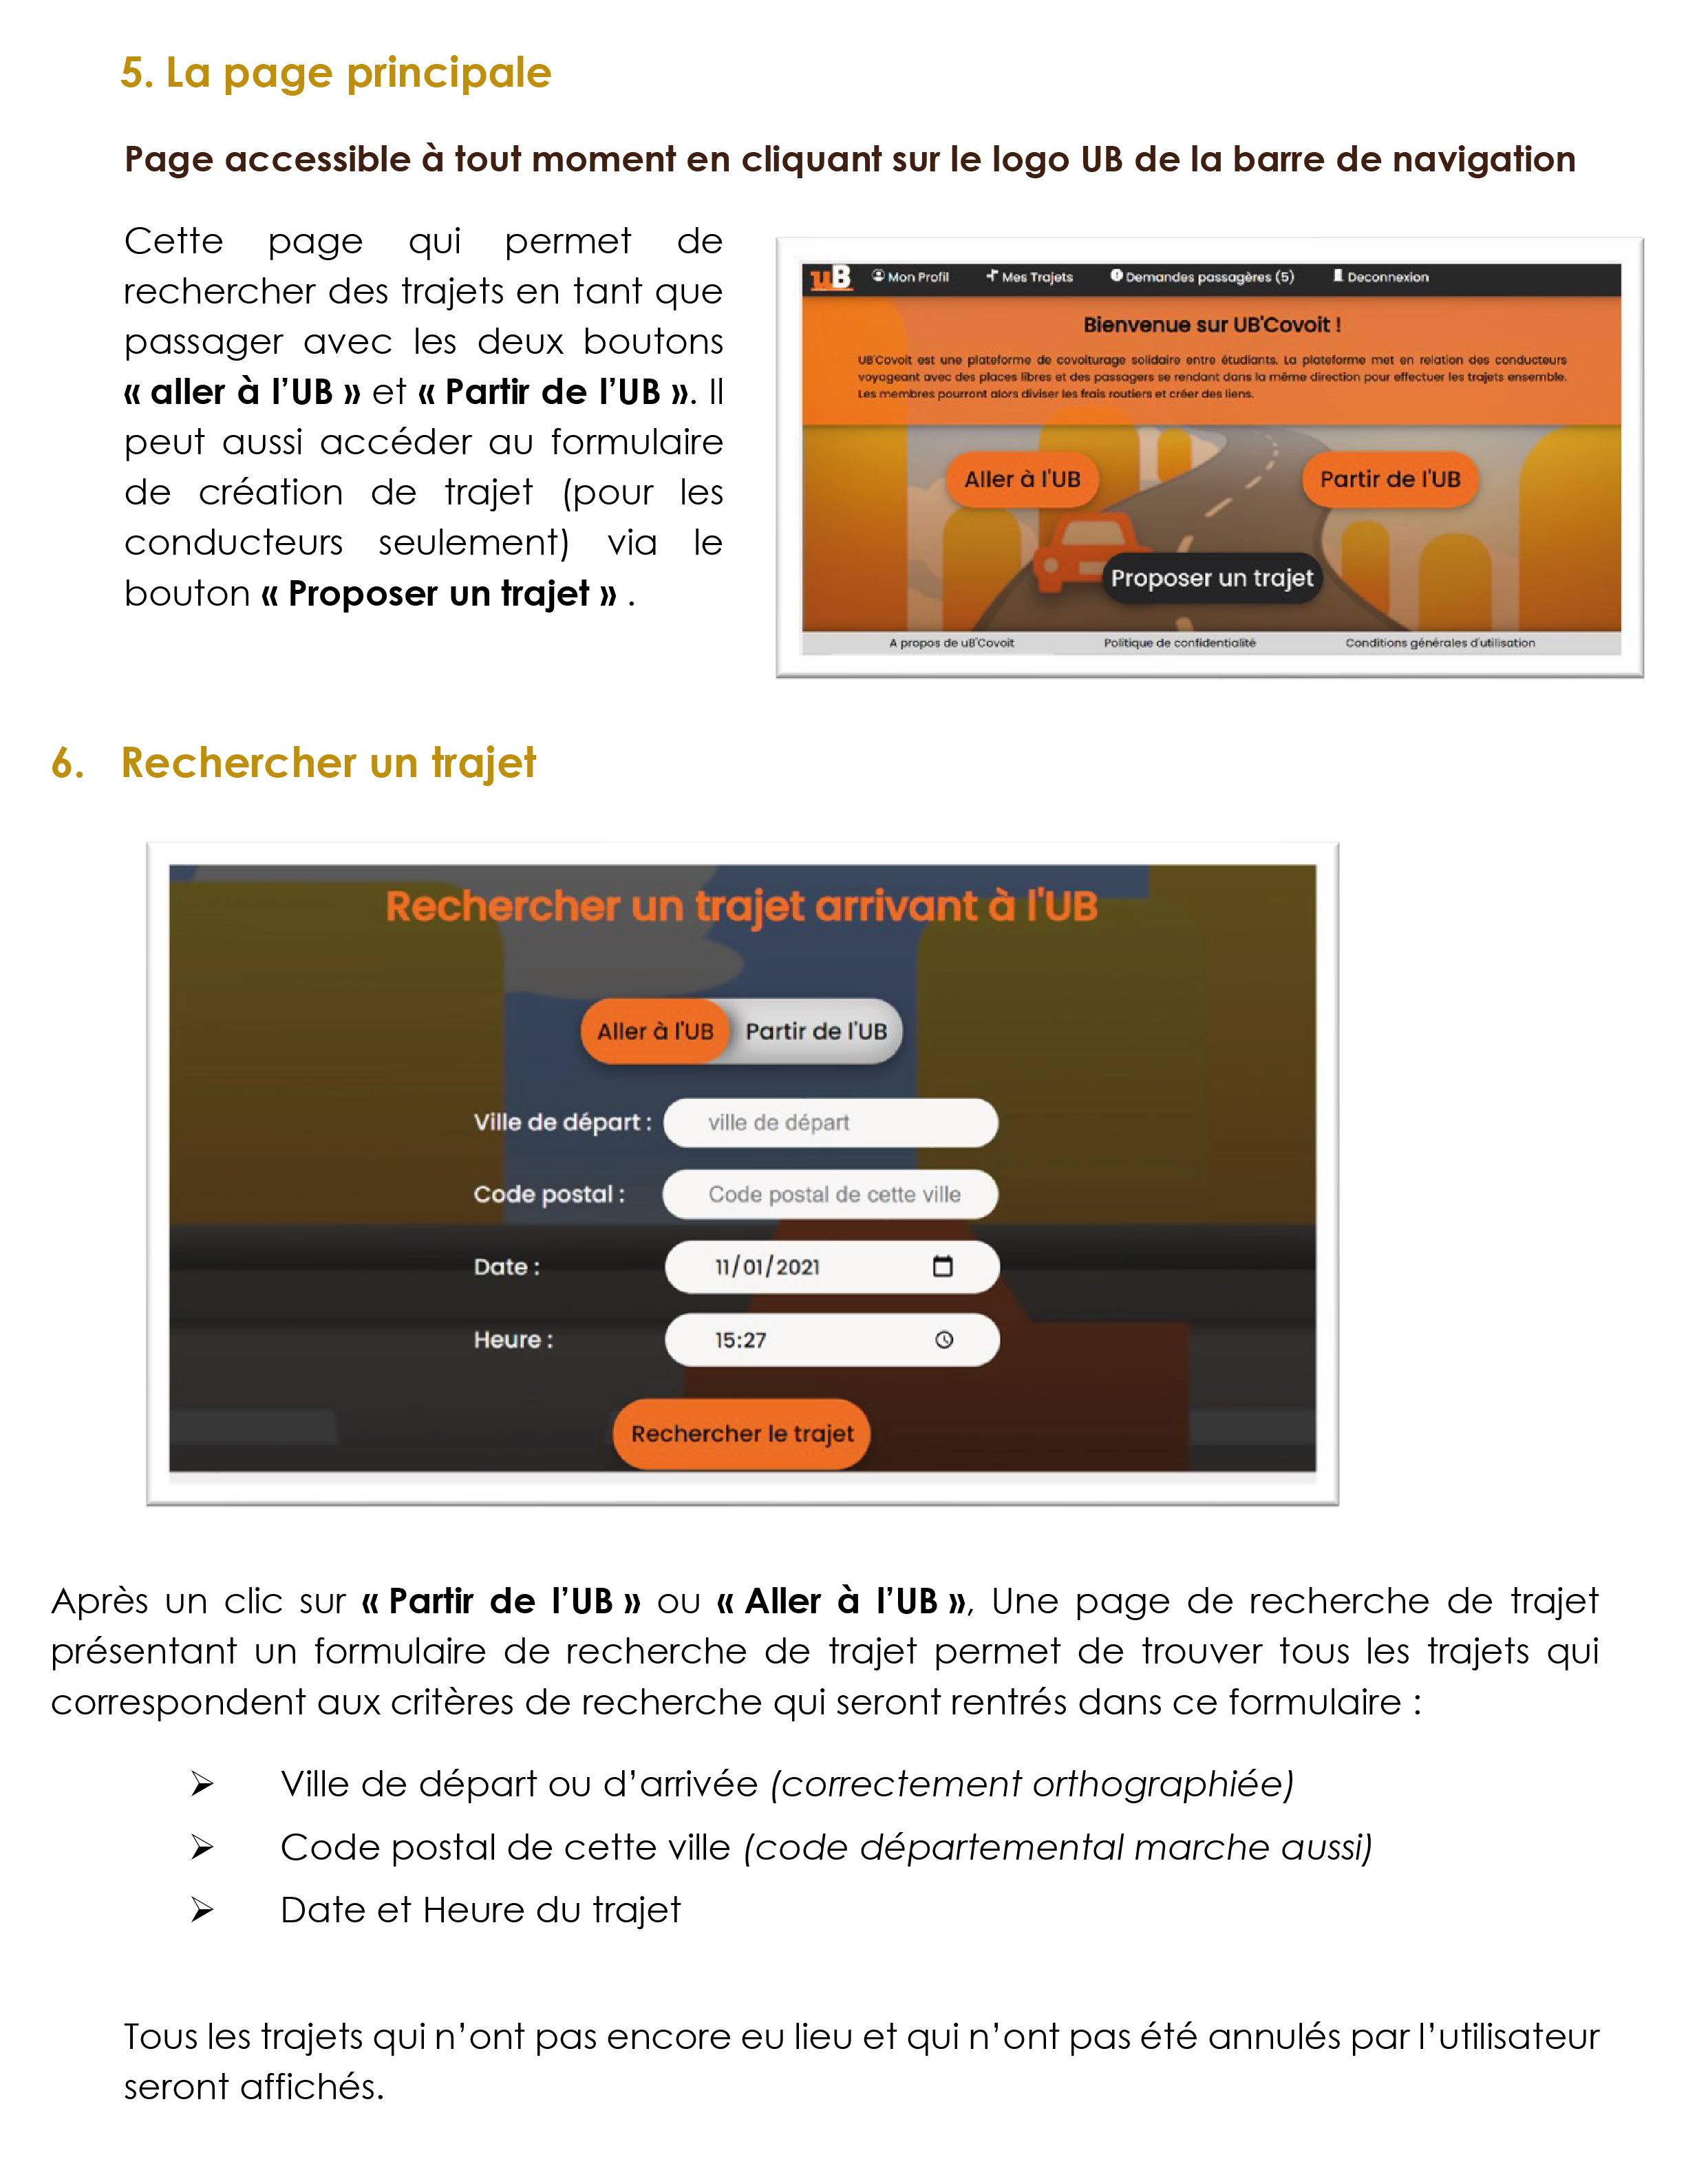 5. La page principale
Page accessible à tout moment en cliquant sur le logo UB de la barre de navigation
Cette page qui permet de
rechercher des trajets en tant que
passager avec les deux boutons
« aller à l’UB » et « Partir de l’UB ». Il
peut aussi accéder au formulaire
de création de trajet (pour les
conducteurs seulement) via le
bouton « Proposer un trajet » .
uB Mon Profil Mes Trajets Demandes passagères (5) Deconnexion
Bienvenue sur UB'Covoit !
UB'Covoit est une plateforme de covoiturage solidaire entre étudiants. La plateforme met en relation des conducteurs
voyageant avec des places libres et des passagers se rendant dans la même direction pour effectuer les trajets ensemble.
Les membres pourront alors diviser les frais routiers et créer des liens.
Aller à l'UB Partir de l'UB
Proposer un trajet
A propos de uB'Covoit Politique de confidentialité Conditions générales d'utilisation
6. Rechercher un trajet
Rechercher un trajet arrivant à l'UB
Aller à l'UB Partir de l'UB
Ville de départ : ville de départ
Code postal : Code postal de cette ville
Date : 11/01/2021
Heure : 15:27
Rechercher le trajet
Après un clic sur « Partir de l’UB » ou « Aller à l’UB », Une page de recherche de trajet
présentant un formulaire de recherche de trajet permet de trouver tous les trajets qui
correspondent aux critères de recherche qui seront rentrés dans ce formulaire :
➢ Ville de départ ou d’arrivée (correctement orthographiée)
➢ Code postal de cette ville (code départemental marche aussi)
➢ Date et Heure du trajet
Tous les trajets qui n’ont pas encore eu lieu et qui n’ont pas été annulés par l’utilisateur
seront affichés.